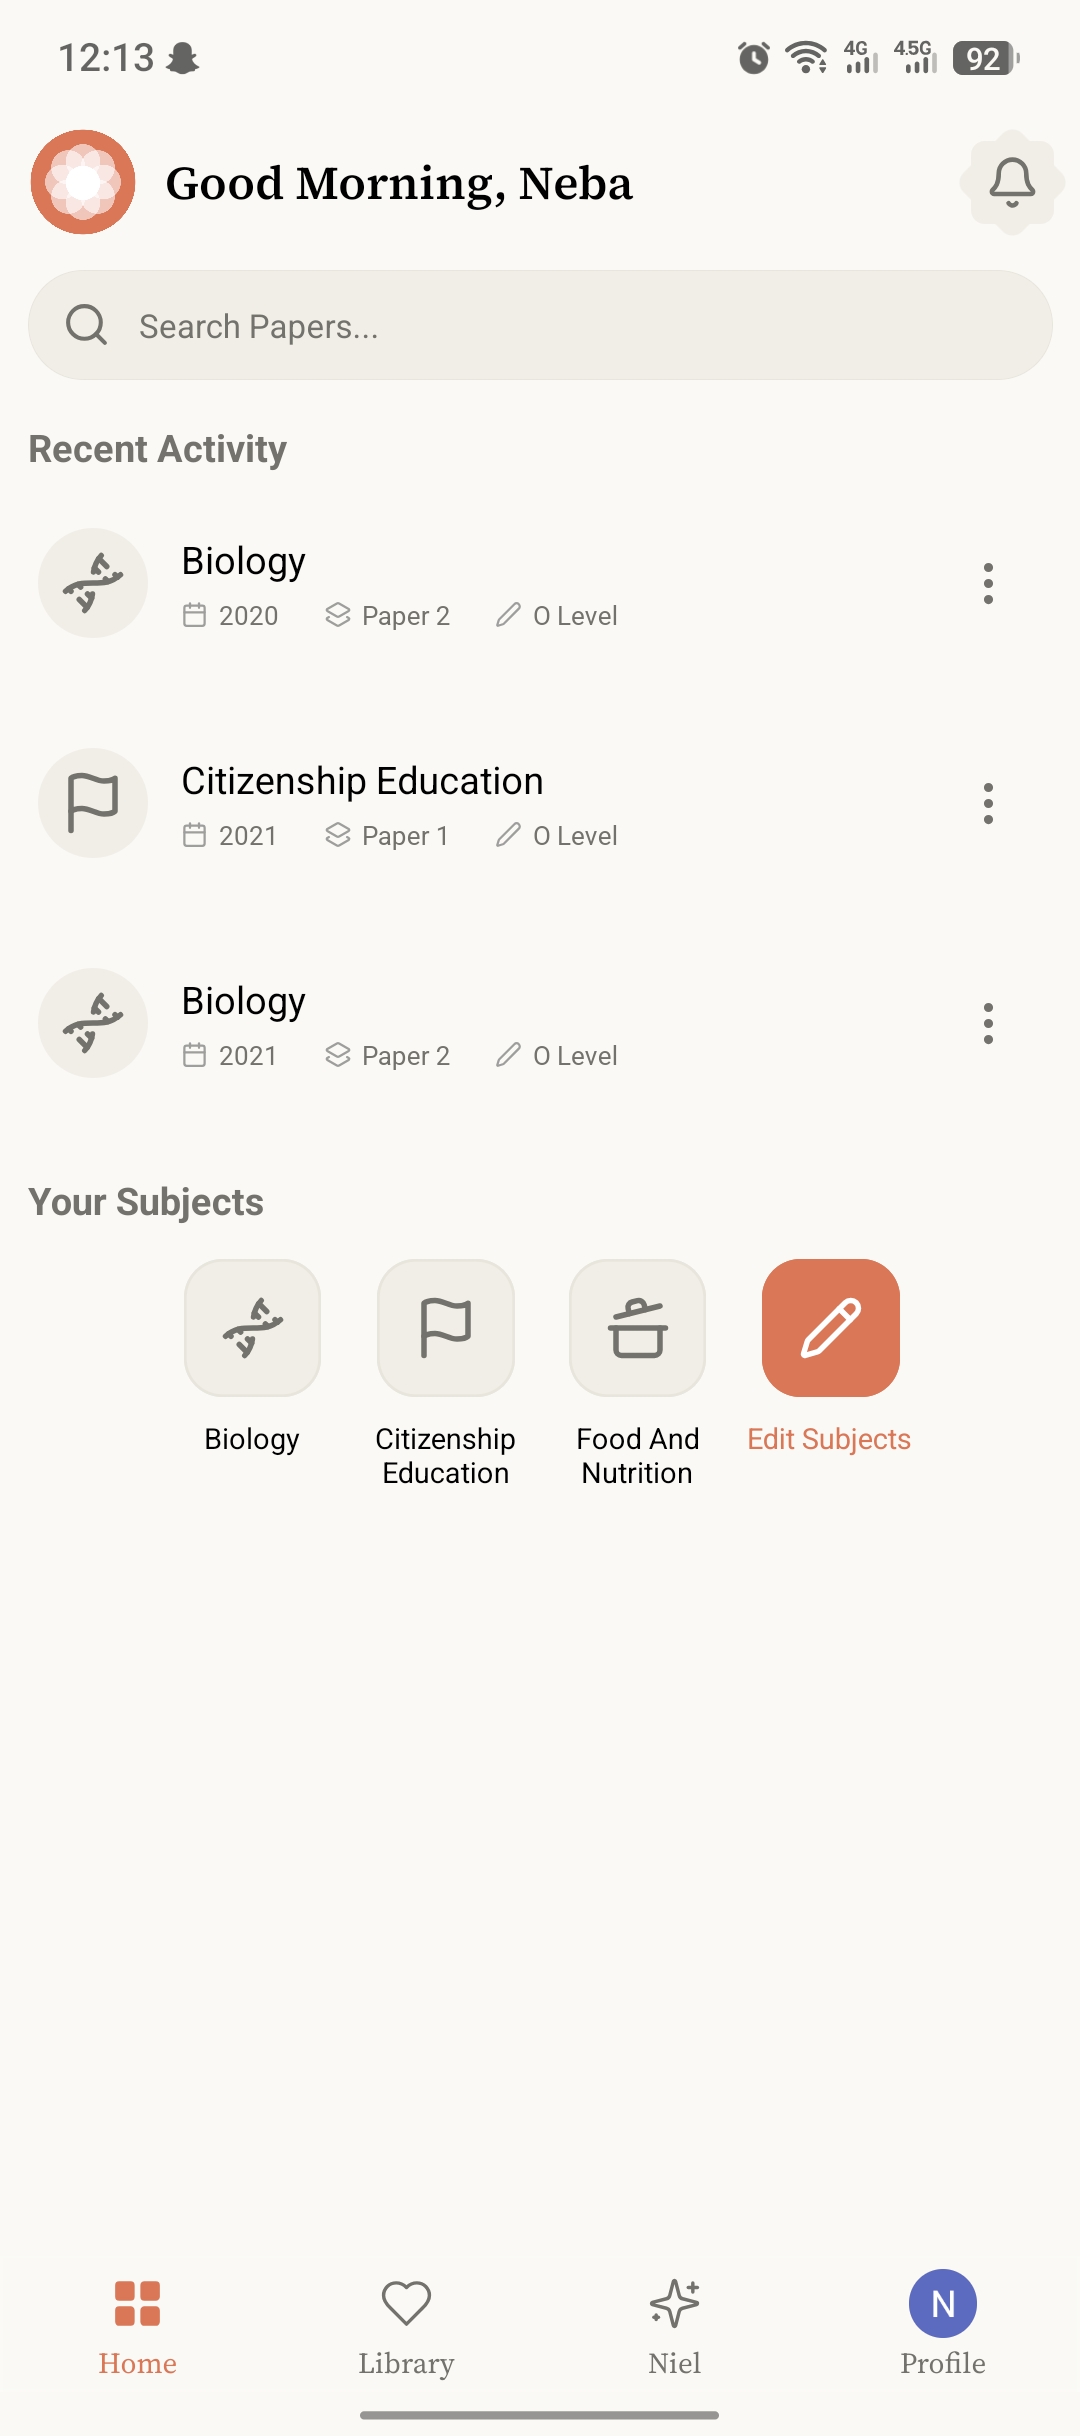 12:13
4G 4.5G 92
Good Morning, Neba
Search Papers...
Recent Activity
Biology
2020 Paper 2 O Level
Citizenship Education
2021 Paper 1 O Level
Biology
2021 Paper 2 O Level
Your Subjects
Biology Citizenship Food And Edit Subjects
Education Nutrition
N
Home Library Niel Profile